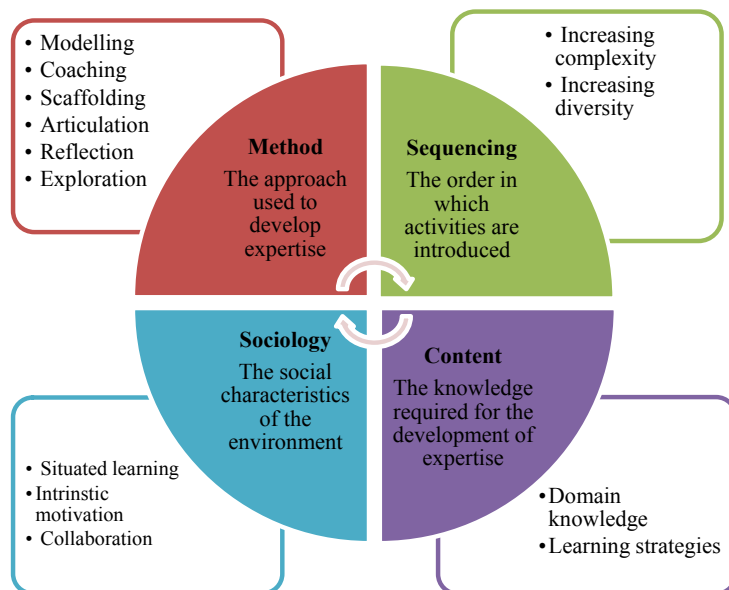 • Modelling
• Coaching
• Scaffolding
• Articulation
• Reflection
• Exploration
• Increasing
complexity
• Increasing
diversity
Method
The approach
used to
develop
expertise
Sequencing
The order in
which
activities are
introduced
Sociology
The social
characteristics
of the
environment
Content
The knowledge
required for the
development of
expertise
• Situated learning
• Intrinstic
motivation
• Collaboration
• Domain
knowledge
• Learning strategies